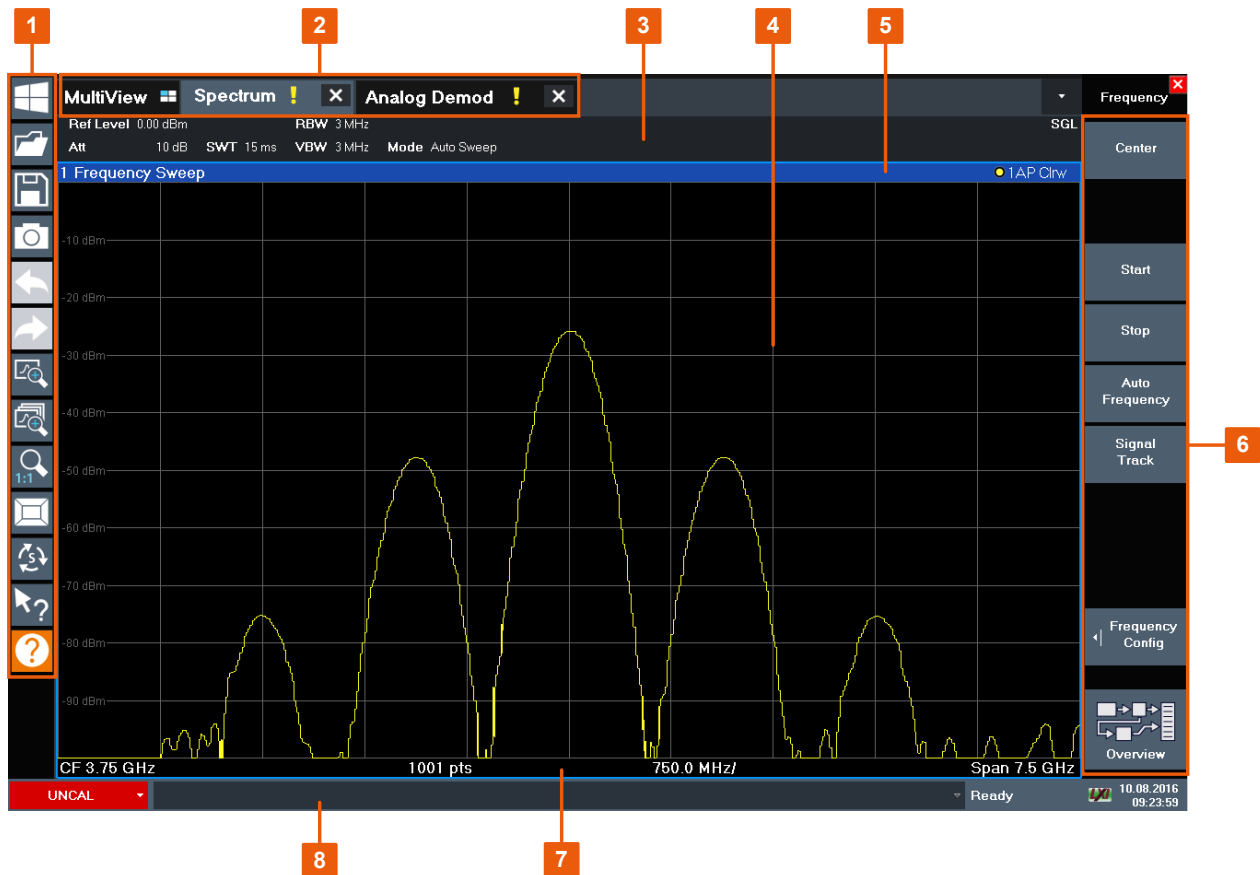 1 2 3 4 5
MultiView Spectrum ! Analog Demod ! Frequency
Ref Level 0.00 dBm RBW 3 MHz SGL
Att 10 dB SWT 15 ms VBW 3 MHz Mode Auto Sweep
1 Frequency Sweep 1AP Clrw
-10 dBm
-20 dBm
-30 dBm
-40 dBm
-50 dBm
-60 dBm
-70 dBm
-80 dBm
-90 dBm
CF 3.75 GHz 1001 pts 750.0 MHz/ Span 7.5 GHz
1:1
S
?
?
Center
Start
Stop
Auto
Frequency
Signal
Track
6
Frequency
Config
Overview
UNCAL Ready LXI 10.08.2016
09:23:59
8 7